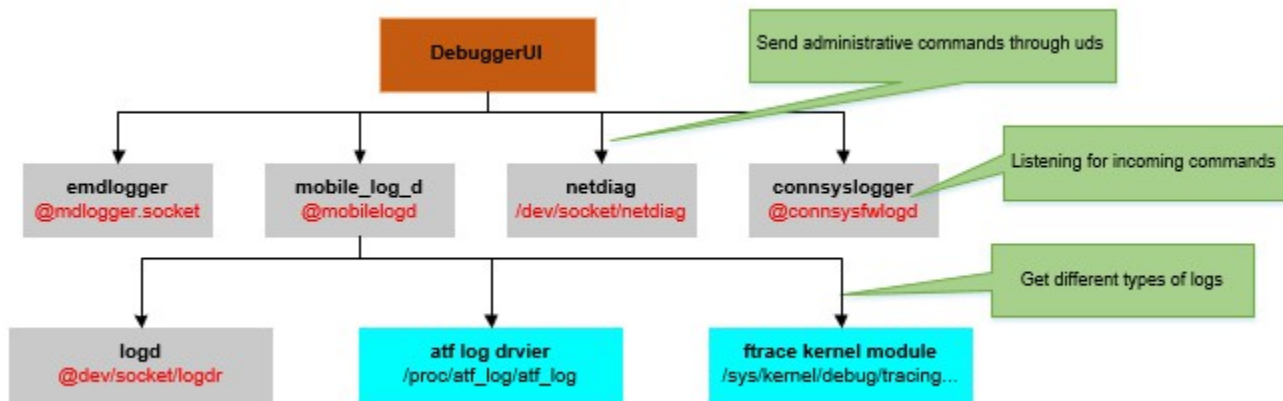 DebuggerUI
Send administrative commands through uds
emdlogger
@mdlogger.socket
mobile_log_d
@mobilelogd
netdiag
/dev/socket/netdiag
connsyslogger
@connsysfwlogd
Listening for incoming commands
Get different types of logs
logd
@dev/socket/logdr
atf log drvier
/proc/atf_log/atf_log
ftrace kernel module
/sys/kernel/debug/tracing...